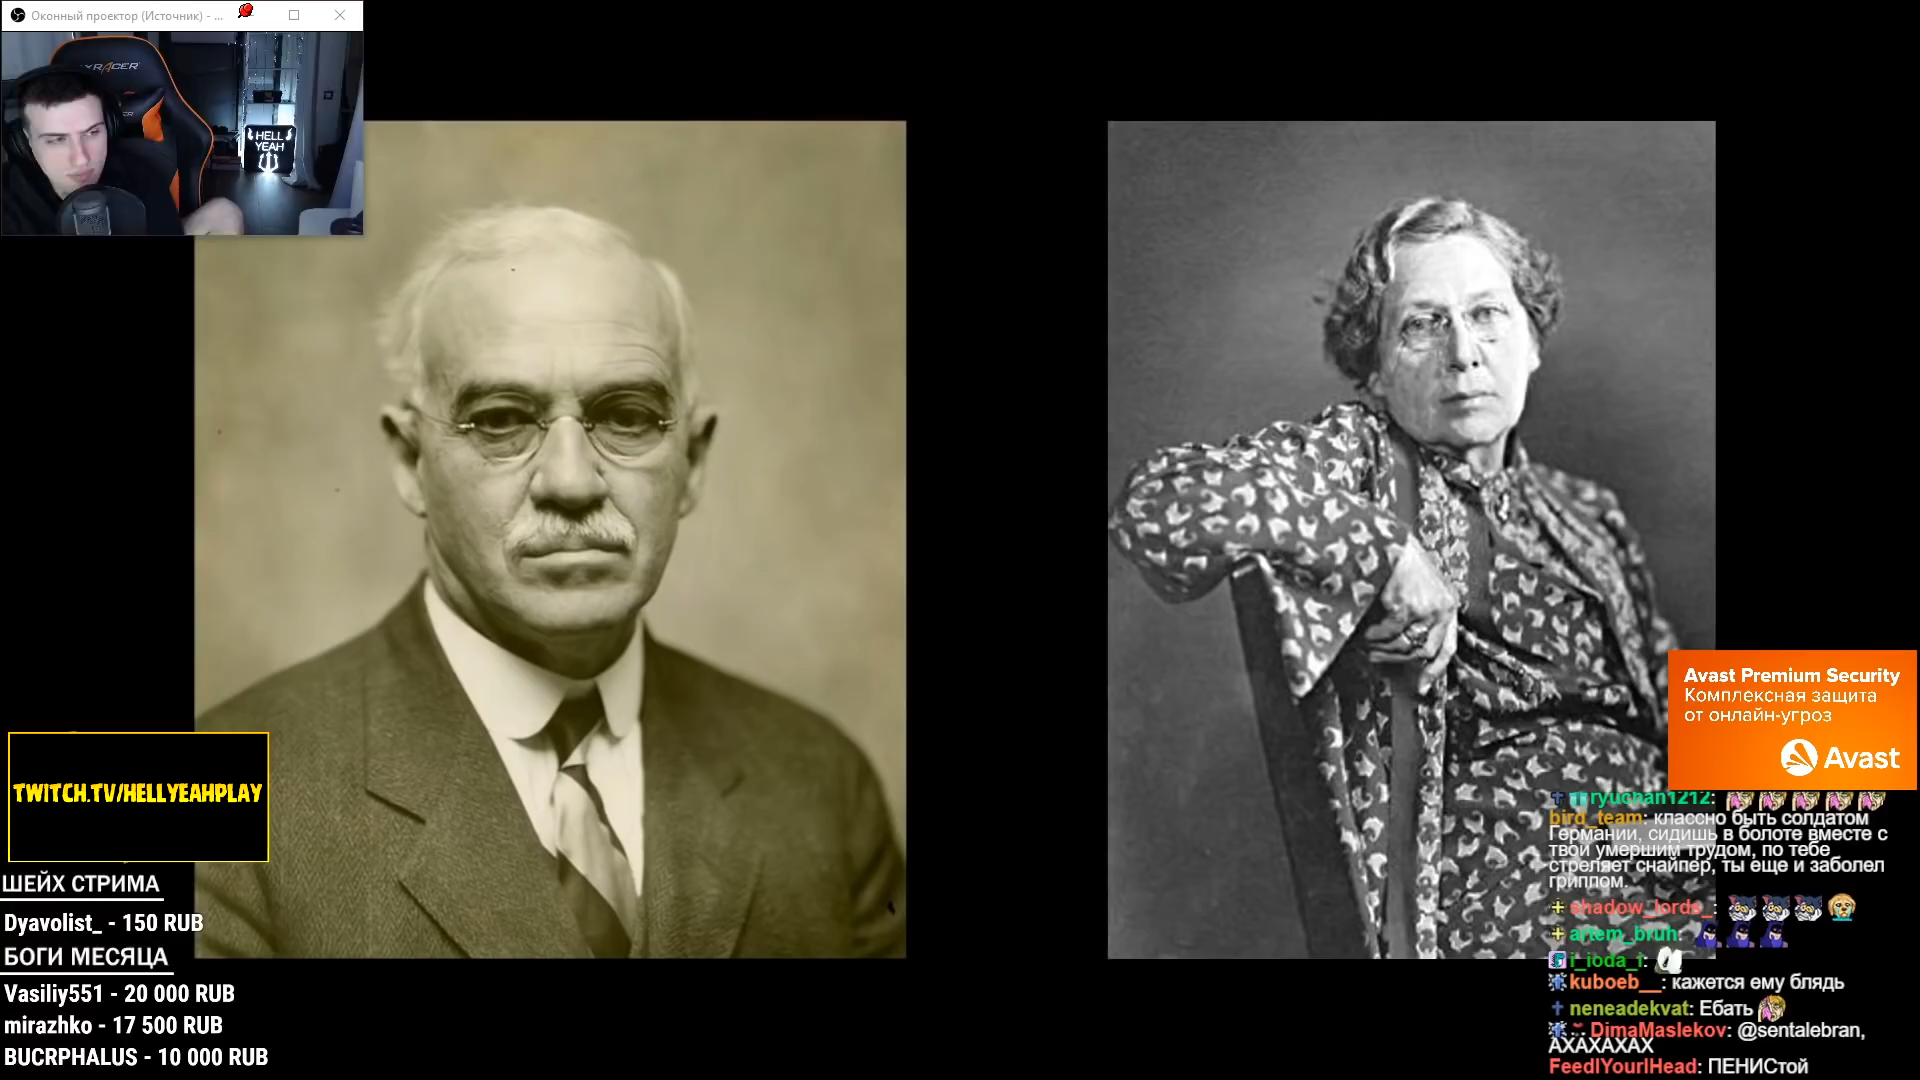 Оконный проектор (Источник) - ...
HELL
YEAH
TWITCH.TV/HELLYEAHPLAY
ШЕЙХ СТРИМА
Dyavolist_ - 150 RUB
БОГИ МЕСЯЦА
Vasiliy551 - 20 000 RUB
mirazhko - 17 500 RUB
BUCRPHALUS - 10 000 RUB
Avast Premium Security
Комплексная защита
от онлайн-угроз
Avast
bird_team: классно быть солдатом
Германии, сидишь в болоте вместе с
твой умершим трудом, по тебе
стреляет снайпер, ты еще и заболел
гриппом.
shadow_lords_:
artem_bruh:
i_ioda_i:
kuboeb__: кажется ему блядь
neneadekvat: Ебать
DimaMaslekov: @sentalebran,
АХАХАХАХ
FeedIYourIHead: ПЕНИСтой